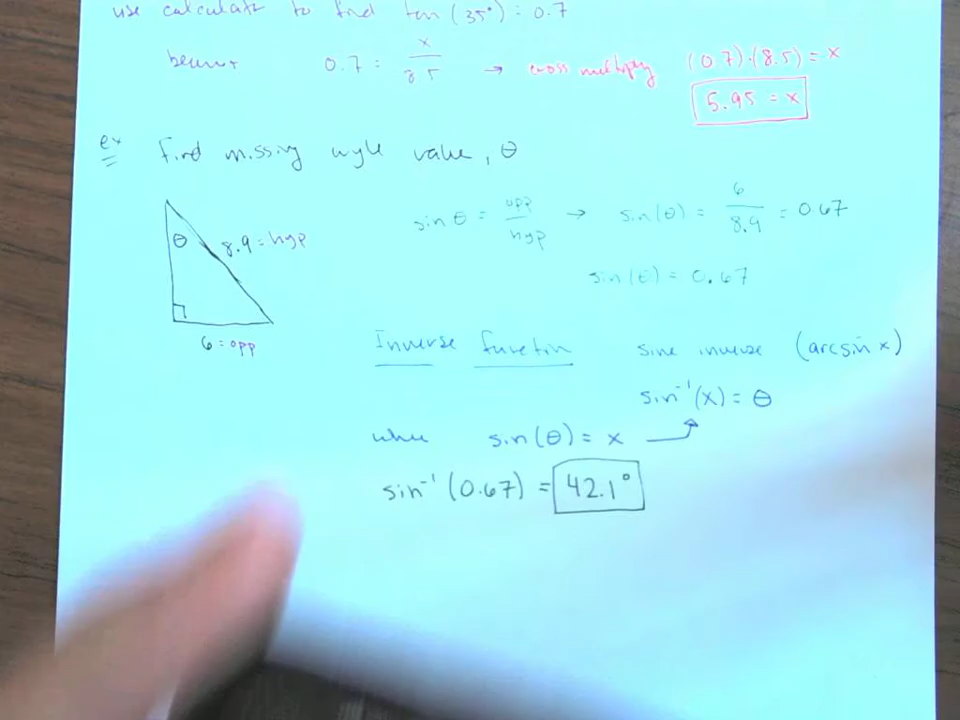 use calculator to find tan (35°) = 0.7
becomes 0.7 = x/8.5 → cross multiply (0.7)·(8.5) = x
5.95 = x
ex Find missing angle value, θ
sin θ = opp/hyp → sin(θ) = 6/8.9 = 0.67
θ 8.9 = hyp
sin(θ) = 0.67
6 = opp
Inverse function sine inverse (arcsin x)
sin⁻¹(x) = θ
where sin(θ) = x
sin⁻¹(0.67) = 42.1°